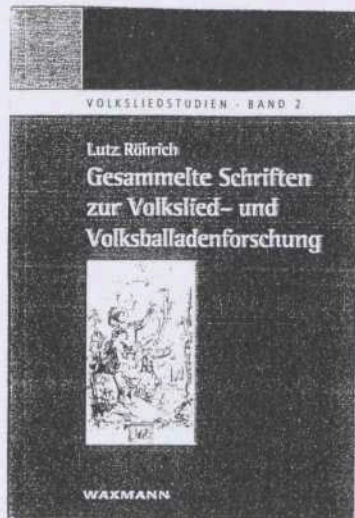 VOLKSLIEDSTUDIEN · BAND 2
Lutz Röhrich
Gesammelte Schriften
zur Volkslied- und
Volksballadenforschung
WAXMANN